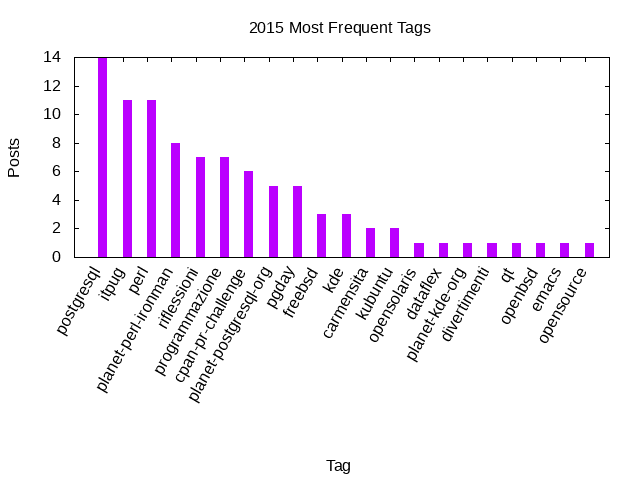 2015 Most Frequent Tags
14
12
10
8
6
4
2
0
Posts
postgresql
itpug
perl
planet-perl-ironman
riflessioni
programmazione
cpan-pr-challenge
planet-postgresql-org
pgday
freebsd
kde
carmensita
kubuntu
opensolaris
dataflex
planet-kde-org
divertimenti
qt
openbsd
emacs
opensource
Tag